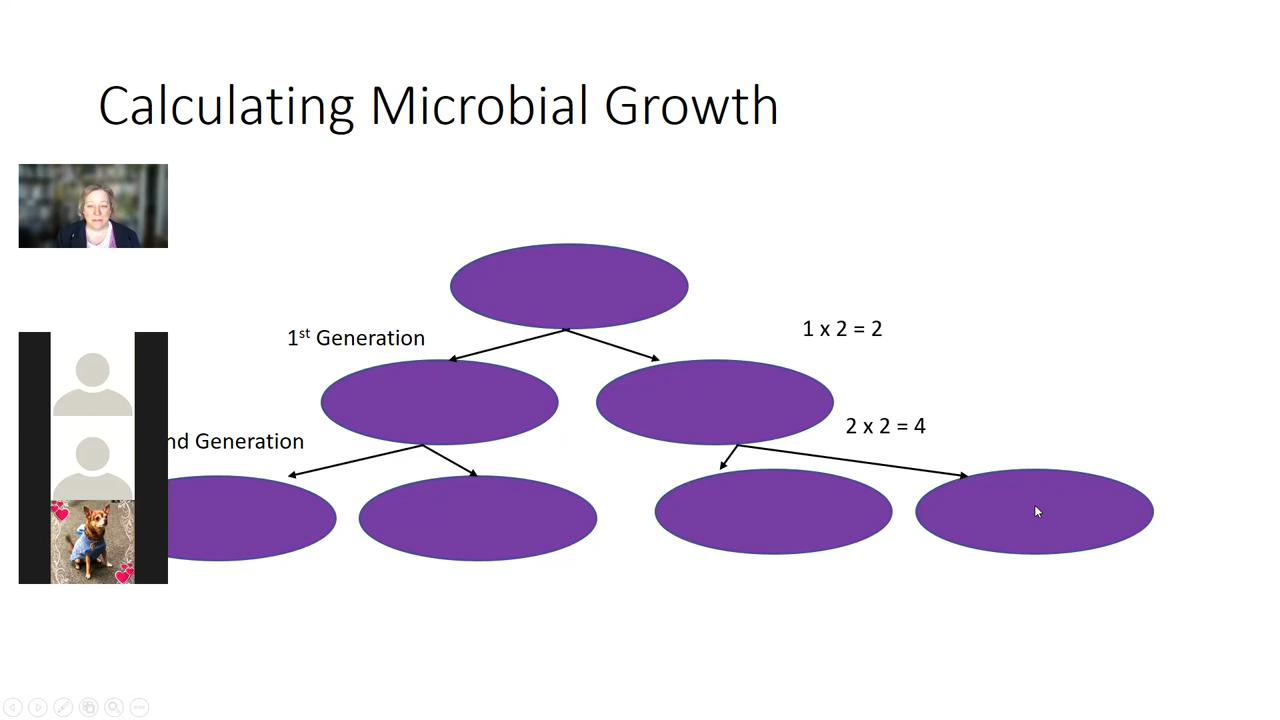 Calculating Microbial Growth
1st Generation
1 x 2 = 2
2 x 2 = 4
nd Generation